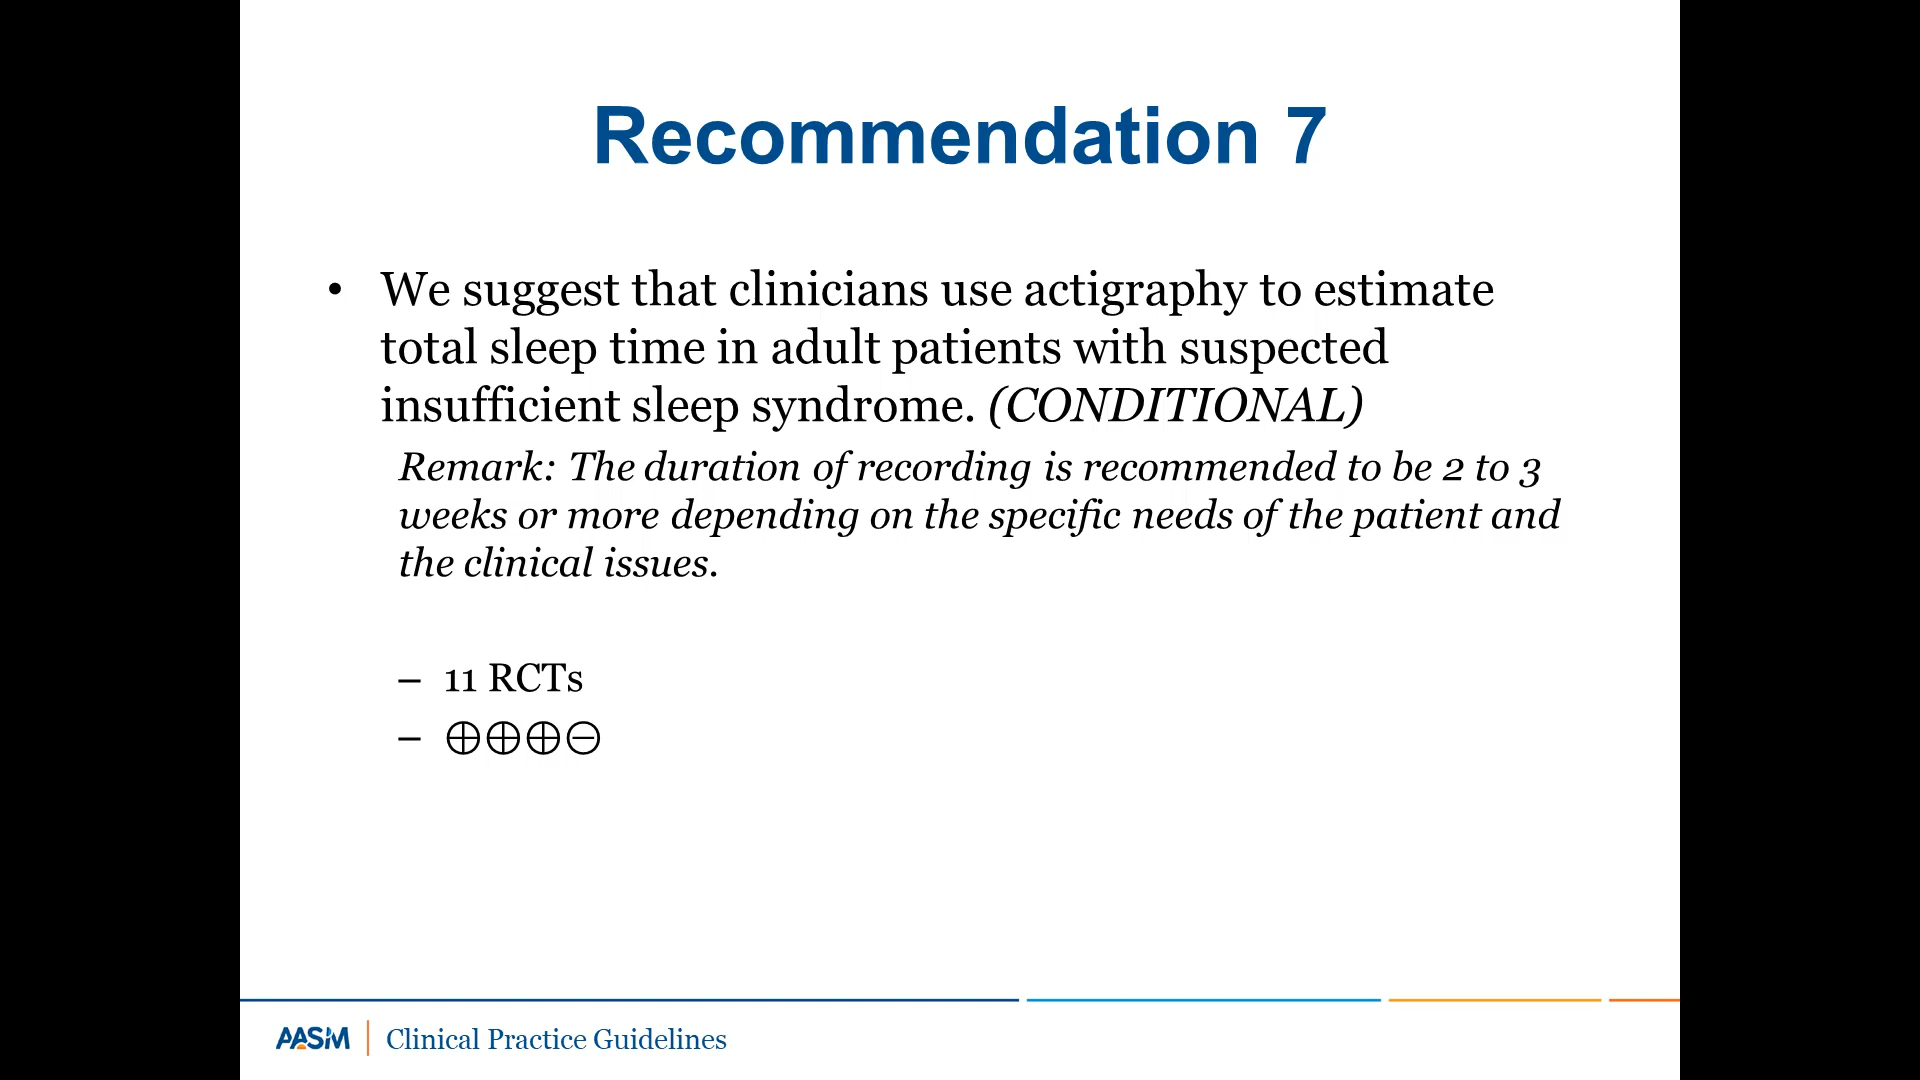 Recommendation 7
• We suggest that clinicians use actigraphy to estimate
total sleep time in adult patients with suspected
insufficient sleep syndrome. (CONDITIONAL)
Remark: The duration of recording is recommended to be 2 to 3
weeks or more depending on the specific needs of the patient and
the clinical issues.
– 11 RCTs
– ⊕⊕⊕⊖
AASM | Clinical Practice Guidelines